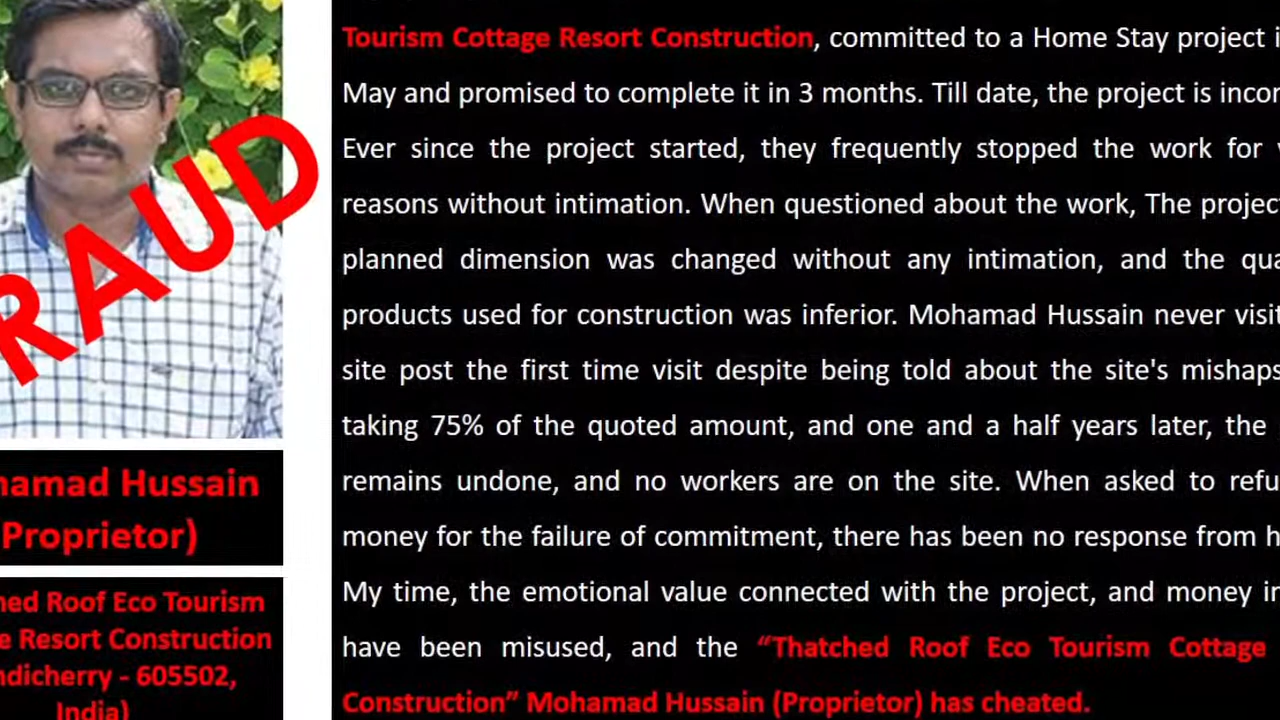 RAUD
hamad Hussain
(Proprietor)
hed Roof Eco Tourism
e Resort Construction
ndicherry - 605502,
India)
Tourism Cottage Resort Construction, committed to a Home Stay project i
May and promised to complete it in 3 months. Till date, the project is incor
Ever since the project started, they frequently stopped the work for
reasons without intimation. When questioned about the work, The projec
planned dimension was changed without any intimation, and the qua
products used for construction was inferior. Mohamad Hussain never visit
site post the first time visit despite being told about the site's mishaps
taking 75% of the quoted amount, and one and a half years later, the
remains undone, and no workers are on the site. When asked to refu
money for the failure of commitment, there has been no response from h
My time, the emotional value connected with the project, and money in
have been misused, and the “Thatched Roof Eco Tourism Cottage
Construction” Mohamad Hussain (Proprietor) has cheated.